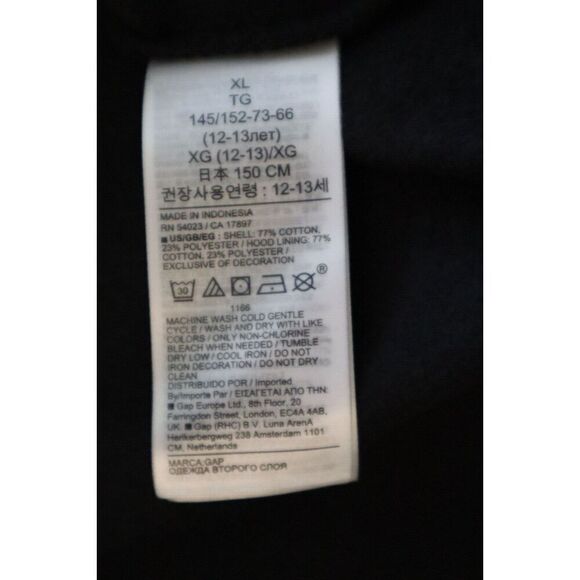 XL
TG
145/152-73-66
(12-13лет)
XG (12-13)/XG
日本 150 CM
권장사용연령 : 12-13세
MADE IN INDONESIA
RN 54023 / CA 17897
■ US/GB/EG : SHELL: 77% COTTON,
23% POLYESTER / HOOD LINING: 77%
COTTON, 23% POLYESTER /
EXCLUSIVE OF DECORATION
30 ®
1166
MACHINE WASH COLD GENTLE
CYCLE / WASH AND DRY WITH LIKE
COLORS / ONLY NON-CHLORINE
BLEACH WHEN NEEDED / TUMBLE
DRY LOW / COOL IRON / DO NOT
IRON DECORATION / DO NOT DRY
CLEAN
DISTRIBUIDO POR / Imported
By/Importe Par / ΕΙΣΑΓΕΤΑΙ ΑΠΟ ΤΗΝ:
■ Gap Europe Ltd., 8th Floor, 20
Farringdon Street, London, EC4A 4AB,
UK ■ Gap (RHC) B.V. Luna ArenA
Herikerbergweg 238 Amsterdam 1101
CM, Netherlands
MARCA:GAP
ОДЕЖДА ВТОРОГО СЛОЯ